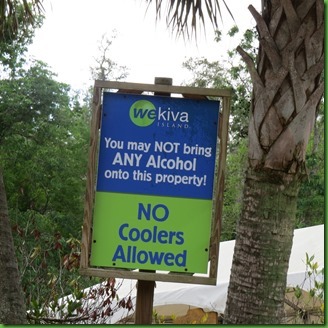 wekiva
ISLAND
You may NOT bring
ANY Alcohol
onto this property!
NO
Coolers
Allowed